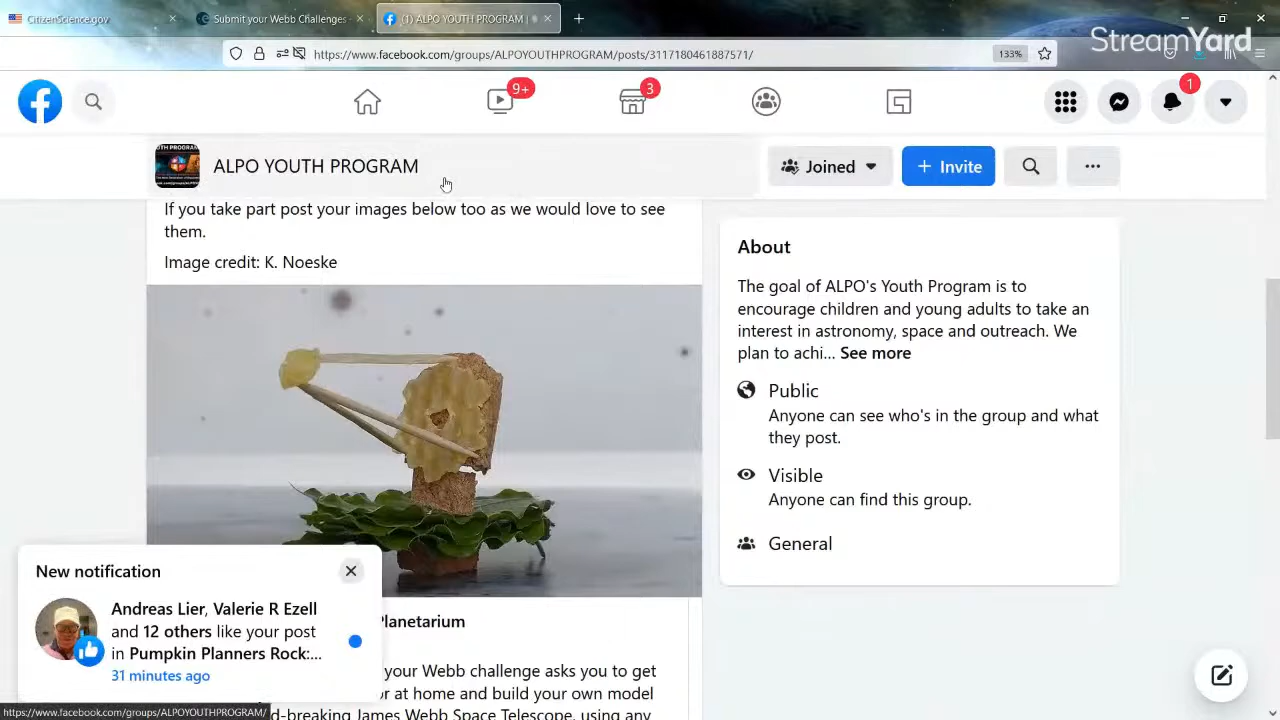 CitizenScience.gov
Submit your Webb Challenges
(1) ALPO YOUTH PROGRAM |
StreamYard
https://www.facebook.com/groups/ALPOYOUTHPROGRAM/posts/3117180461887571/
133%
9+
3
1
ALPO YOUTH PROGRAM
Joined
+ Invite
If you take part post your images below too as we would love to see
them.
Image credit: K. Noeske
About
The goal of ALPO's Youth Program is to
encourage children and young adults to take an
interest in astronomy, space and outreach. We
plan to achi... See more
Public
Anyone can see who's in the group and what
they post.
Visible
Anyone can find this group.
General
New notification
Andreas Lier, Valerie R Ezell
and 12 others like your post
in Pumpkin Planners Rock:...
31 minutes ago
Planetarium
your Webb challenge asks you to get
or at home and build your own model
d-breaking James Webb Space Telescope, using any
https://www.facebook.com/groups/ALPOYOUTHPROGRAM/